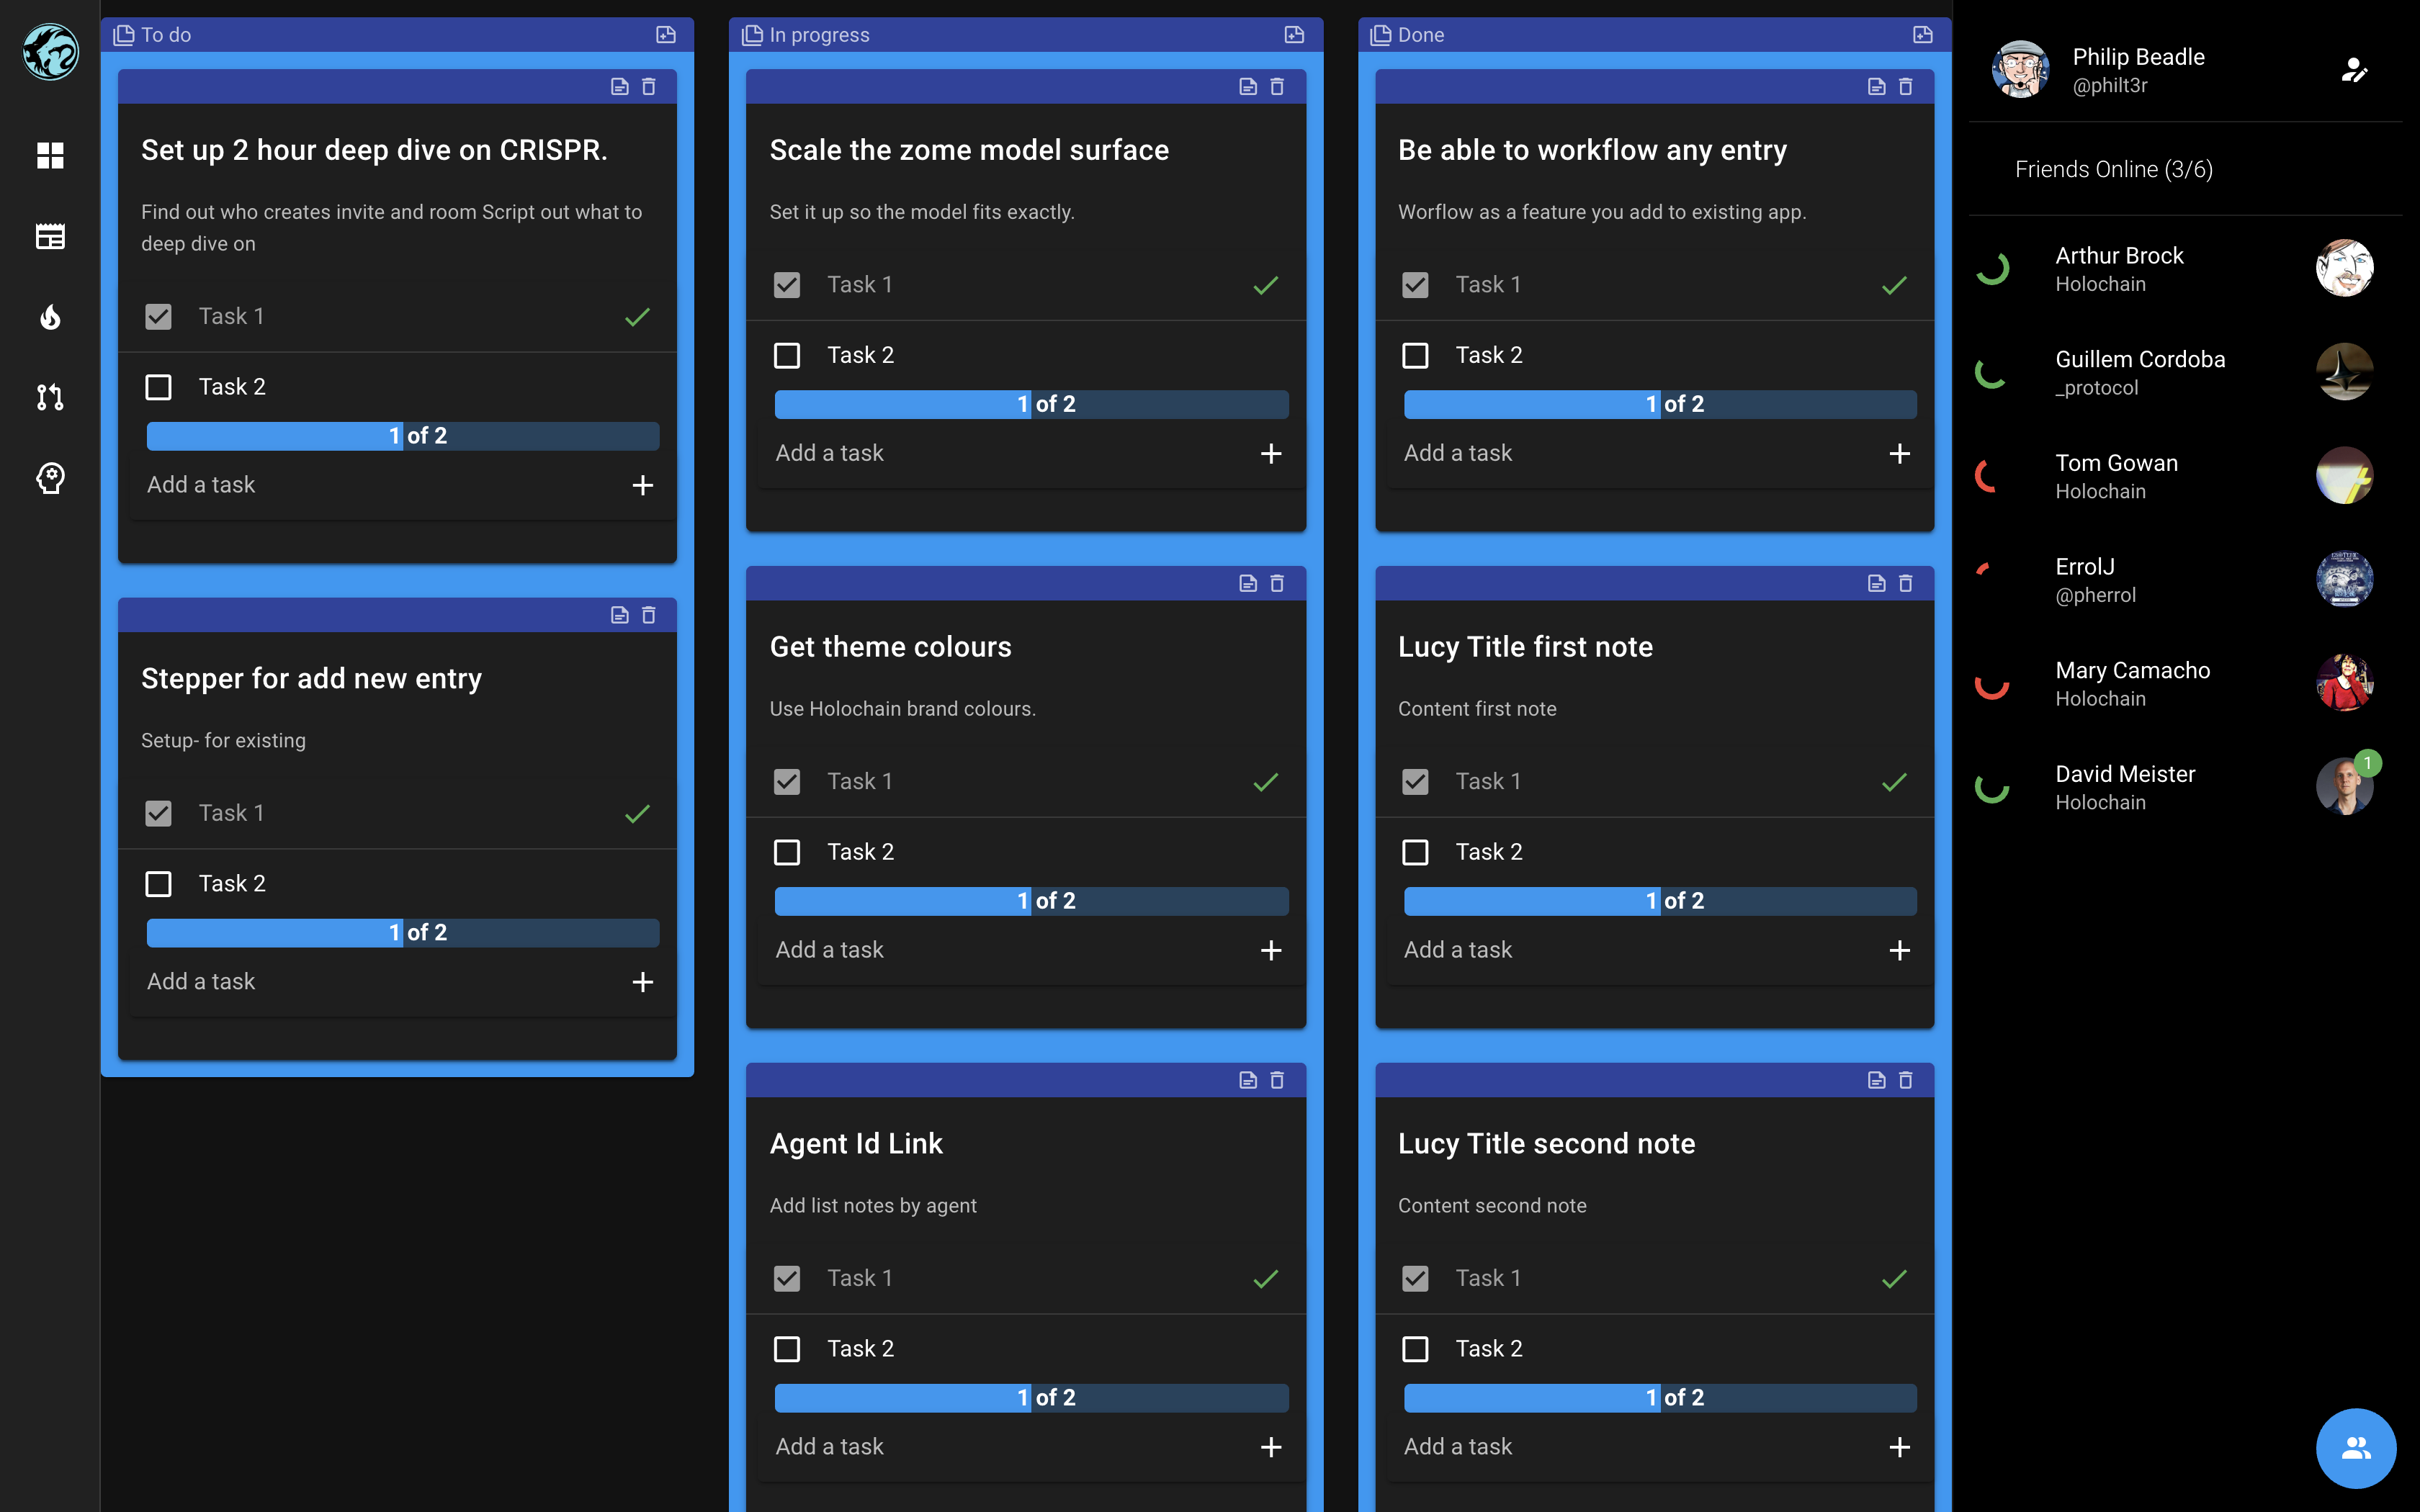 To do
Set up 2 hour deep dive on CRISPR.
Find out who creates invite and room Script out what to
deep dive on
Task 1
Task 2
1 of 2
Add a task
Stepper for add new entry
Setup- for existing
Task 1
Task 2
1 of 2
Add a task
In progress
Scale the zome model surface
Set it up so the model fits exactly.
Task 1
Task 2
1 of 2
Add a task
Get theme colours
Use Holochain brand colours.
Task 1
Task 2
1 of 2
Add a task
Agent Id Link
Add list notes by agent
Task 1
Task 2
1 of 2
Add a task
Done
Be able to workflow any entry
Worflow as a feature you add to existing app.
Task 1
Task 2
1 of 2
Add a task
Lucy Title first note
Content first note
Task 1
Task 2
1 of 2
Add a task
Lucy Title second note
Content second note
Task 1
Task 2
1 of 2
Add a task
Philip Beadle
@philt3r
Friends Online (3/6)
Arthur Brock
Holochain
Guillem Cordoba
_protocol
Tom Gowan
Holochain
ErrolJ
@pherrol
Mary Camacho
Holochain
David Meister
Holochain
1